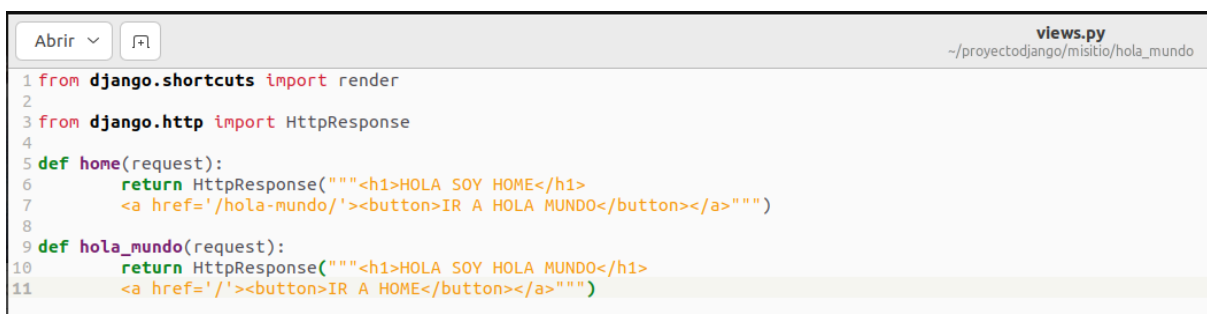 Abrir
views.py
~/proyectodjango/misitio/hola_mundo
1 from django.shortcuts import render
2
3 from django.http import HttpResponse
4
5 def home(request):
6         return HttpResponse("""<h1>HOLA SOY HOME</h1>
7         <a href='/hola-mundo/'><button>IR A HOLA MUNDO</button></a>""")
8
9 def hola_mundo(request):
10         return HttpResponse("""<h1>HOLA SOY HOLA MUNDO</h1>
11         <a href='/'><button>IR A HOME</button></a>""")